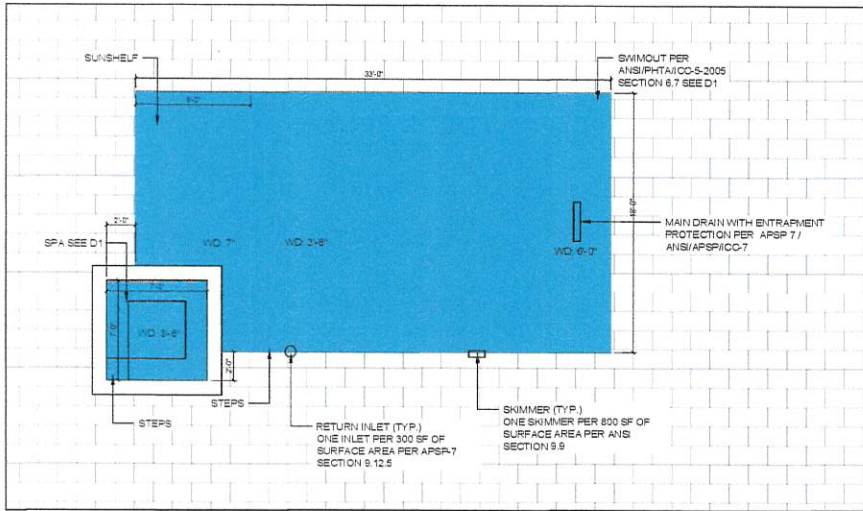 SUNSHELF
33'-0"
SWIMOUT PER
ANSI/PHTA/ICC-5-2005
SECTION 6.7 SEE D1
2'-0"
18'-0"
SPA SEE D1
WD: 7"
WD: 3'-6"
WD: 6'-0"
MAIN DRAIN WITH ENTRAPMENT
PROTECTION PER APSP 7 /
ANSI/APSP/ICC-7
7'-0"
7'-0"
WD: 3'-6"
2'-0"
STEPS
STEPS
RETURN INLET (TYP.)
ONE INLET PER 300 SF OF
SURFACE AREA PER APSP-7
SECTION 9.12.5
SKIMMER (TYP.)
ONE SKIMMER PER 800 SF OF
SURFACE AREA PER ANSI
SECTION 9.9